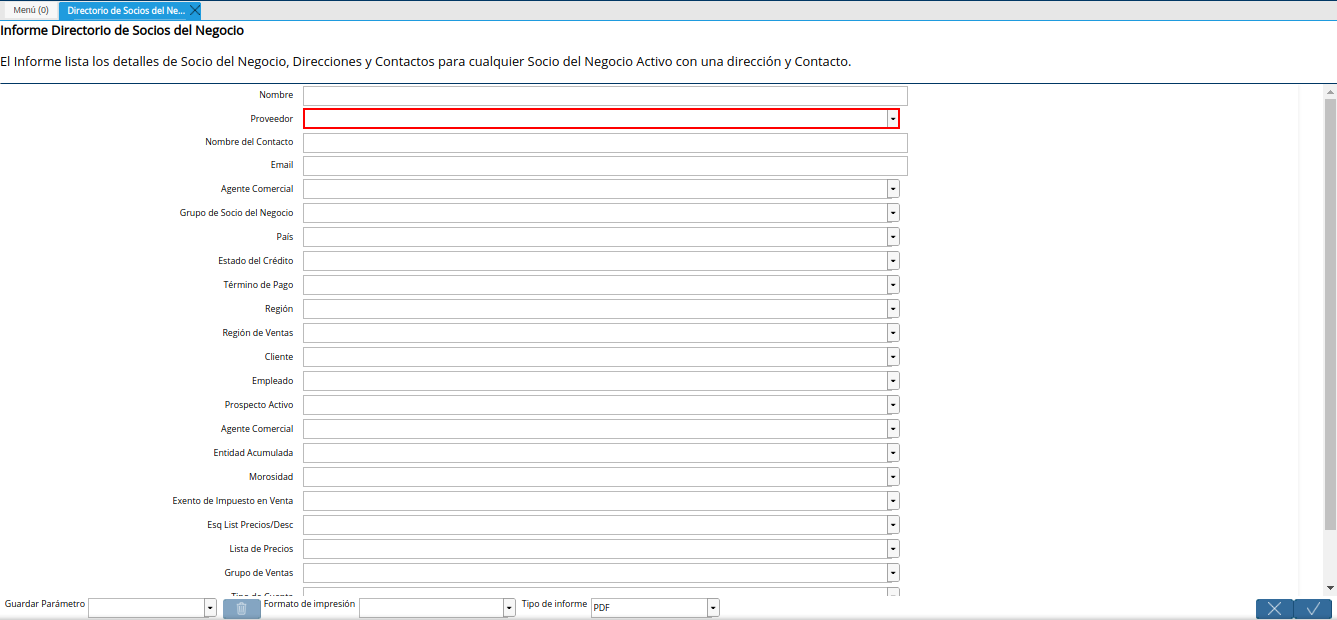 Menú (0)
Directorio de Socios del Ne...
Informe Directorio de Socios del Negocio
El Informe lista los detalles de Socio del Negocio, Direcciones y Contactos para cualquier Socio del Negocio Activo con una dirección y Contacto.
Nombre
Proveedor
Nombre del Contacto
Email
Agente Comercial
Grupo de Socio del Negocio
País
Estado del Crédito
Término de Pago
Región
Región de Ventas
Cliente
Empleado
Prospecto Activo
Agente Comercial
Entidad Acumulada
Morosidad
Exento de Impuesto en Venta
Esq List Precios/Desc
Lista de Precios
Grupo de Ventas
Tipo de Cuenta
Guardar Parámetro
Formato de impresión
Tipo de informe
PDF